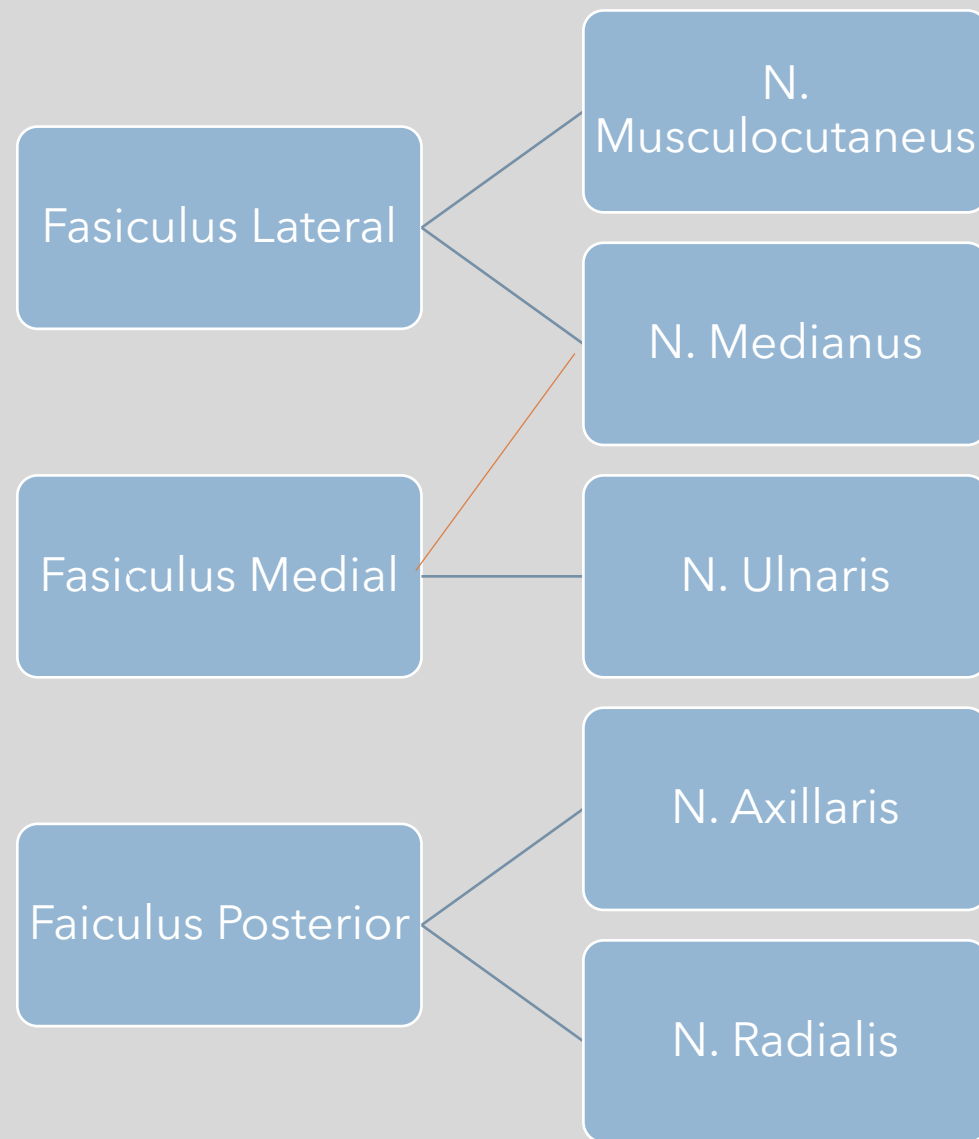 Fasiculus Lateral
N.
Musculocutaneus
N. Medianus
Fasiculus Medial
N. Ulnaris
Faiculus Posterior
N. Axillaris
N. Radialis